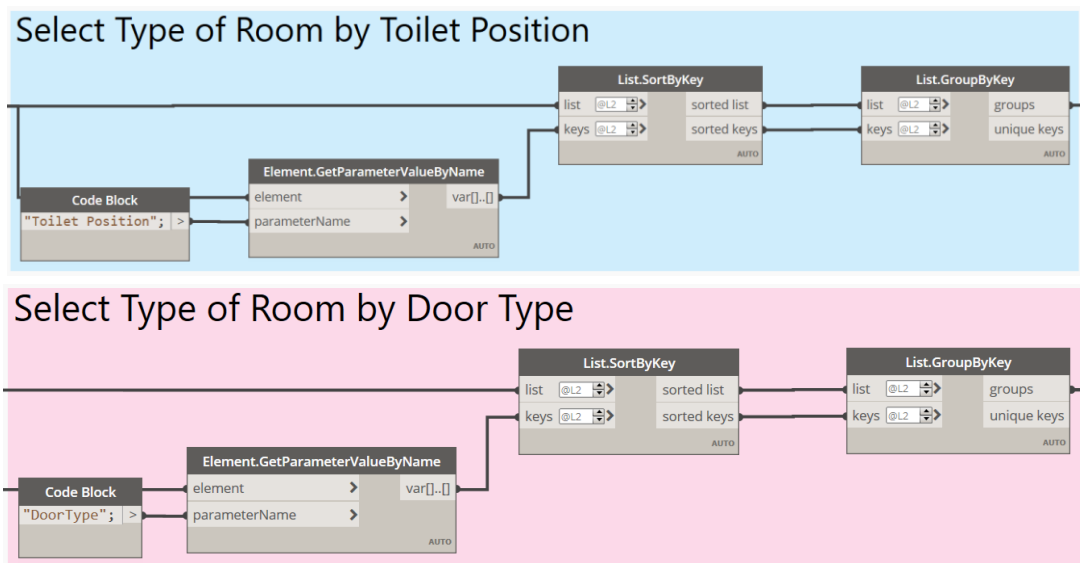 Select Type of Room by Toilet Position
List.SortByKey
List.GroupByKey
list @L2 > sorted list
list @L2 > groups
keys @L2 > sorted keys
keys @L2 > unique keys
AUTO
AUTO
Element.GetParameterValueByName
Code Block
element > var[]..[]
"Toilet Position"; >
parameterName >
AUTO
Select Type of Room by Door Type
List.SortByKey
List.GroupByKey
list @L2 > sorted list
list @L2 > groups
keys @L2 > sorted keys
keys @L2 > unique keys
AUTO
AUTO
Element.GetParameterValueByName
Code Block
element > var[]..[]
"DoorType"; >
parameterName >
AUTO